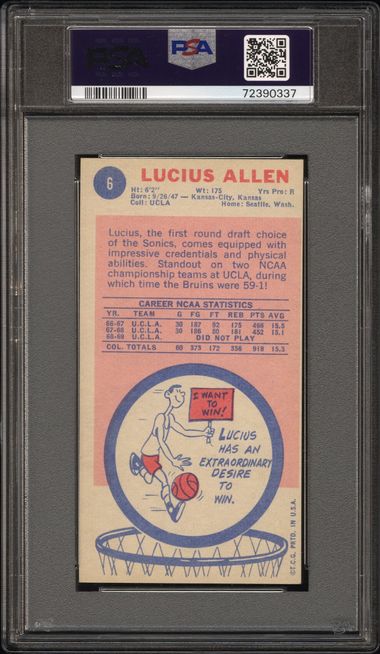 PSA
PSA
72390337
6
LUCIUS ALLEN
Ht: 6'2" Wt: 175 Yrs Pro: R
Born: 9/26/47 — Kansas-City, Kansas
Coll: UCLA Home: Seattle, Wash.
Lucius, the first round draft choice
of the Sonics, comes equipped with
impressive credentials and physical
abilities. Standout on two NCAA
championship teams at UCLA, during
which time the Bruins were 59-1!
CAREER NCAA STATISTICS
YR. TEAM G FG FT REB PTS AVG
66-67 U.C.L.A. 30 187 92 175 466 15.5
67-68 U.C.L.A. 30 186 80 181 452 15.1
68-69 U.C.L.A. DID NOT PLAY
COL. TOTALS 60 373 172 356 918 15.3
I WANT
TO
WIN!
LUCIUS
HAS AN
EXTRAORDINARY
DESIRE
TO
WIN.
©T.C.G. PRTD. IN U.S.A.